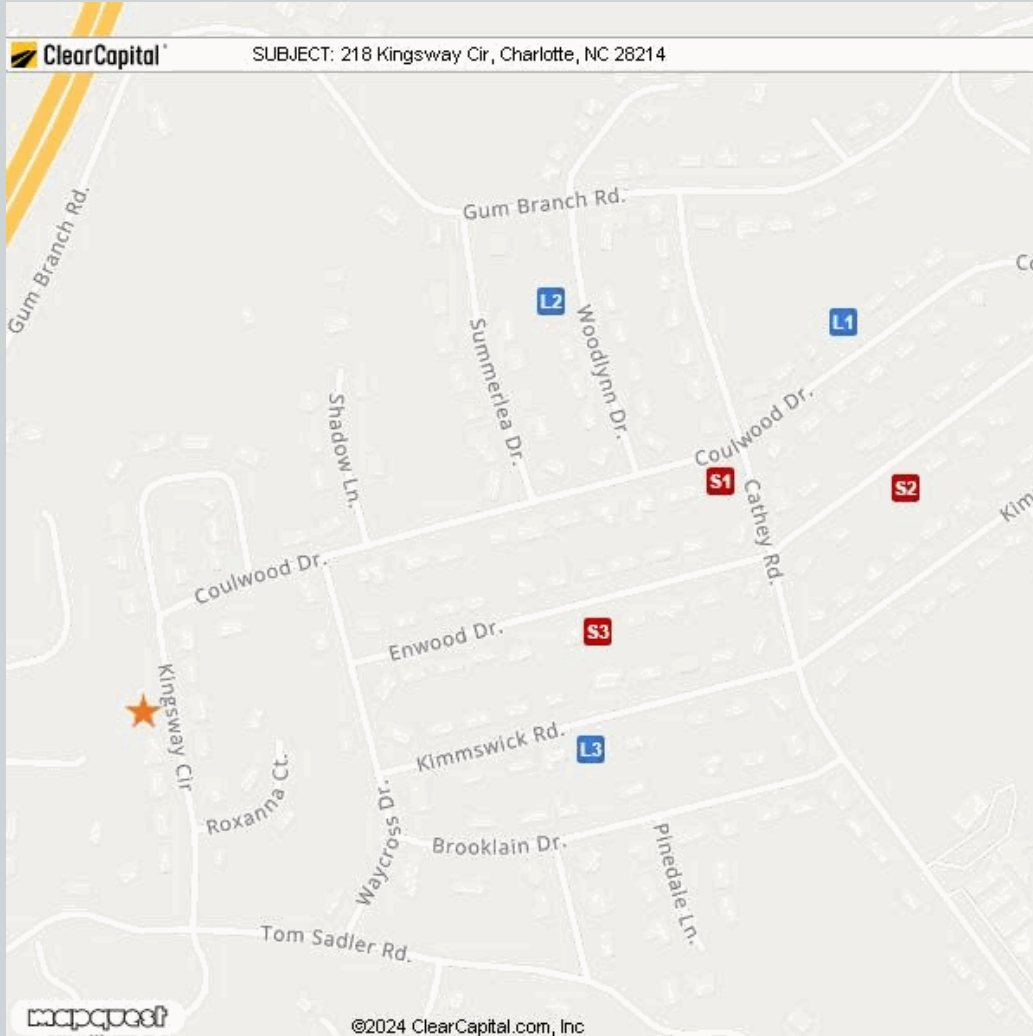 ClearCapital
SUBJECT: 218 Kingsway Cir, Charlotte, NC 28214
Gum Branch Rd.
Gum Branch Rd.
L2
L1
Summerlea Dr.
Woodlynn Dr.
Shadow Ln.
Coulwood Dr.
S1
S2
Cathey Rd.
Coulwood Dr.
Enwood Dr.
S3
Kingsway Cir
Kimmswick Rd.
L3
Roxanna Ct.
Waycross Dr.
Brooklain Dr.
Pinedale Ln.
Tom Sadler Rd.
mapquest
©2024 ClearCapital.com, Inc